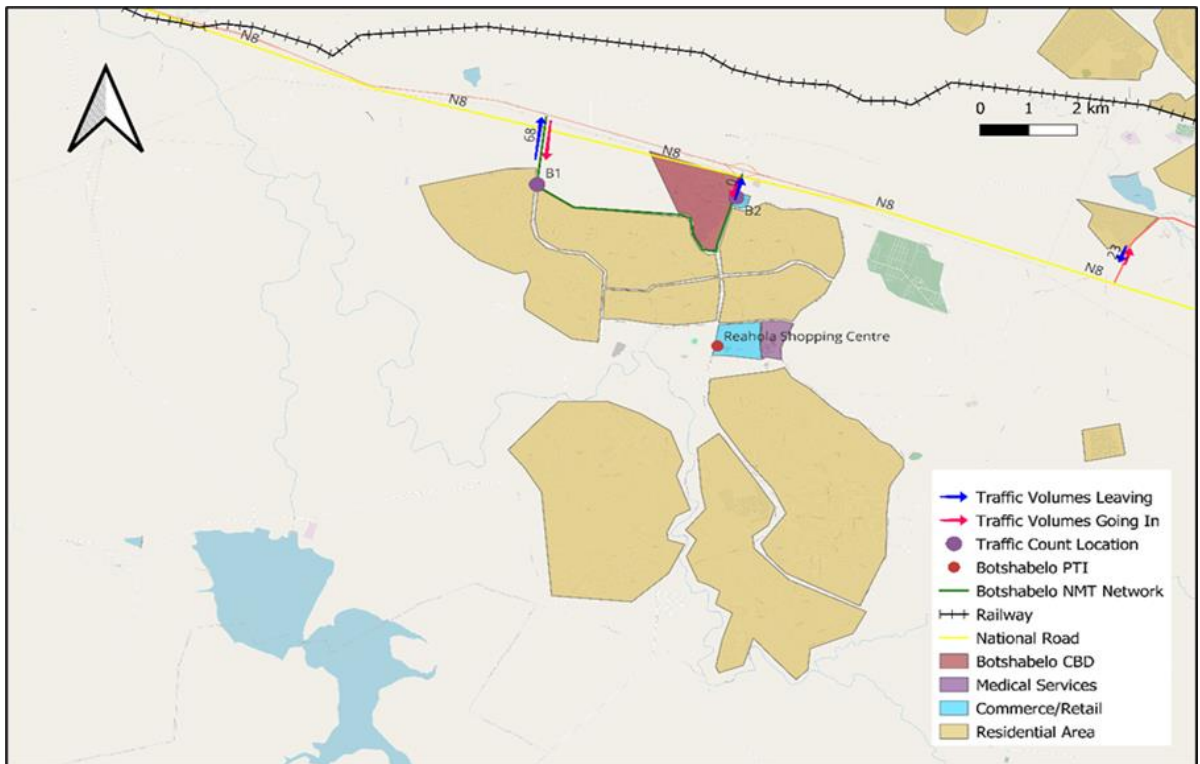 N8
0 1 2 km
N8
68
N8
B1
0
B2
N8
23
N8
Reahola Shopping Centre
Traffic Volumes Leaving
Traffic Volumes Going In
Traffic Count Location
Botshabelo PTI
Botshabelo NMT Network
Railway
National Road
Botshabelo CBD
Medical Services
Commerce/Retail
Residential Area